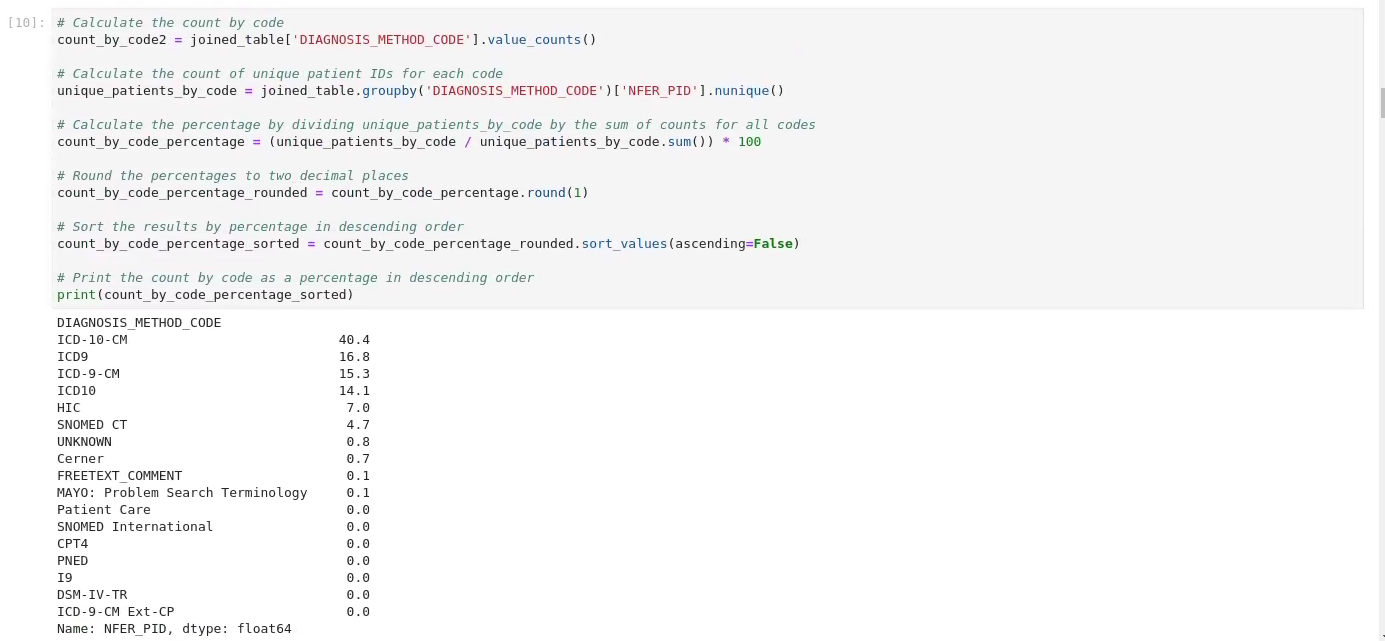 [10]: # Calculate the count by code
count_by_code2 = joined_table['DIAGNOSIS_METHOD_CODE'].value_counts()
# Calculate the count of unique patient IDs for each code
unique_patients_by_code = joined_table.groupby('DIAGNOSIS_METHOD_CODE')['NFER_PID'].nunique()
# Calculate the percentage by dividing unique_patients_by_code by the sum of counts for all codes
count_by_code_percentage = (unique_patients_by_code / unique_patients_by_code.sum()) * 100
# Round the percentages to two decimal places
count_by_code_percentage_rounded = count_by_code_percentage.round(1)
# Sort the results by percentage in descending order
count_by_code_percentage_sorted = count_by_code_percentage_rounded.sort_values(ascending=False)
# Print the count by code as a percentage in descending order
print(count_by_code_percentage_sorted)
DIAGNOSIS_METHOD_CODE
ICD-10-CM 40.4
ICD9 16.8
ICD-9-CM 15.3
ICD10 14.1
HIC 7.0
SNOMED CT 4.7
UNKNOWN 0.8
Cerner 0.7
FREETEXT_COMMENT 0.1
MAYO: Problem Search Terminology 0.1
Patient Care 0.0
SNOMED International 0.0
CPT4 0.0
PNED 0.0
I9 0.0
DSM-IV-TR 0.0
ICD-9-CM Ext-CP 0.0
Name: NFER_PID, dtype: float64